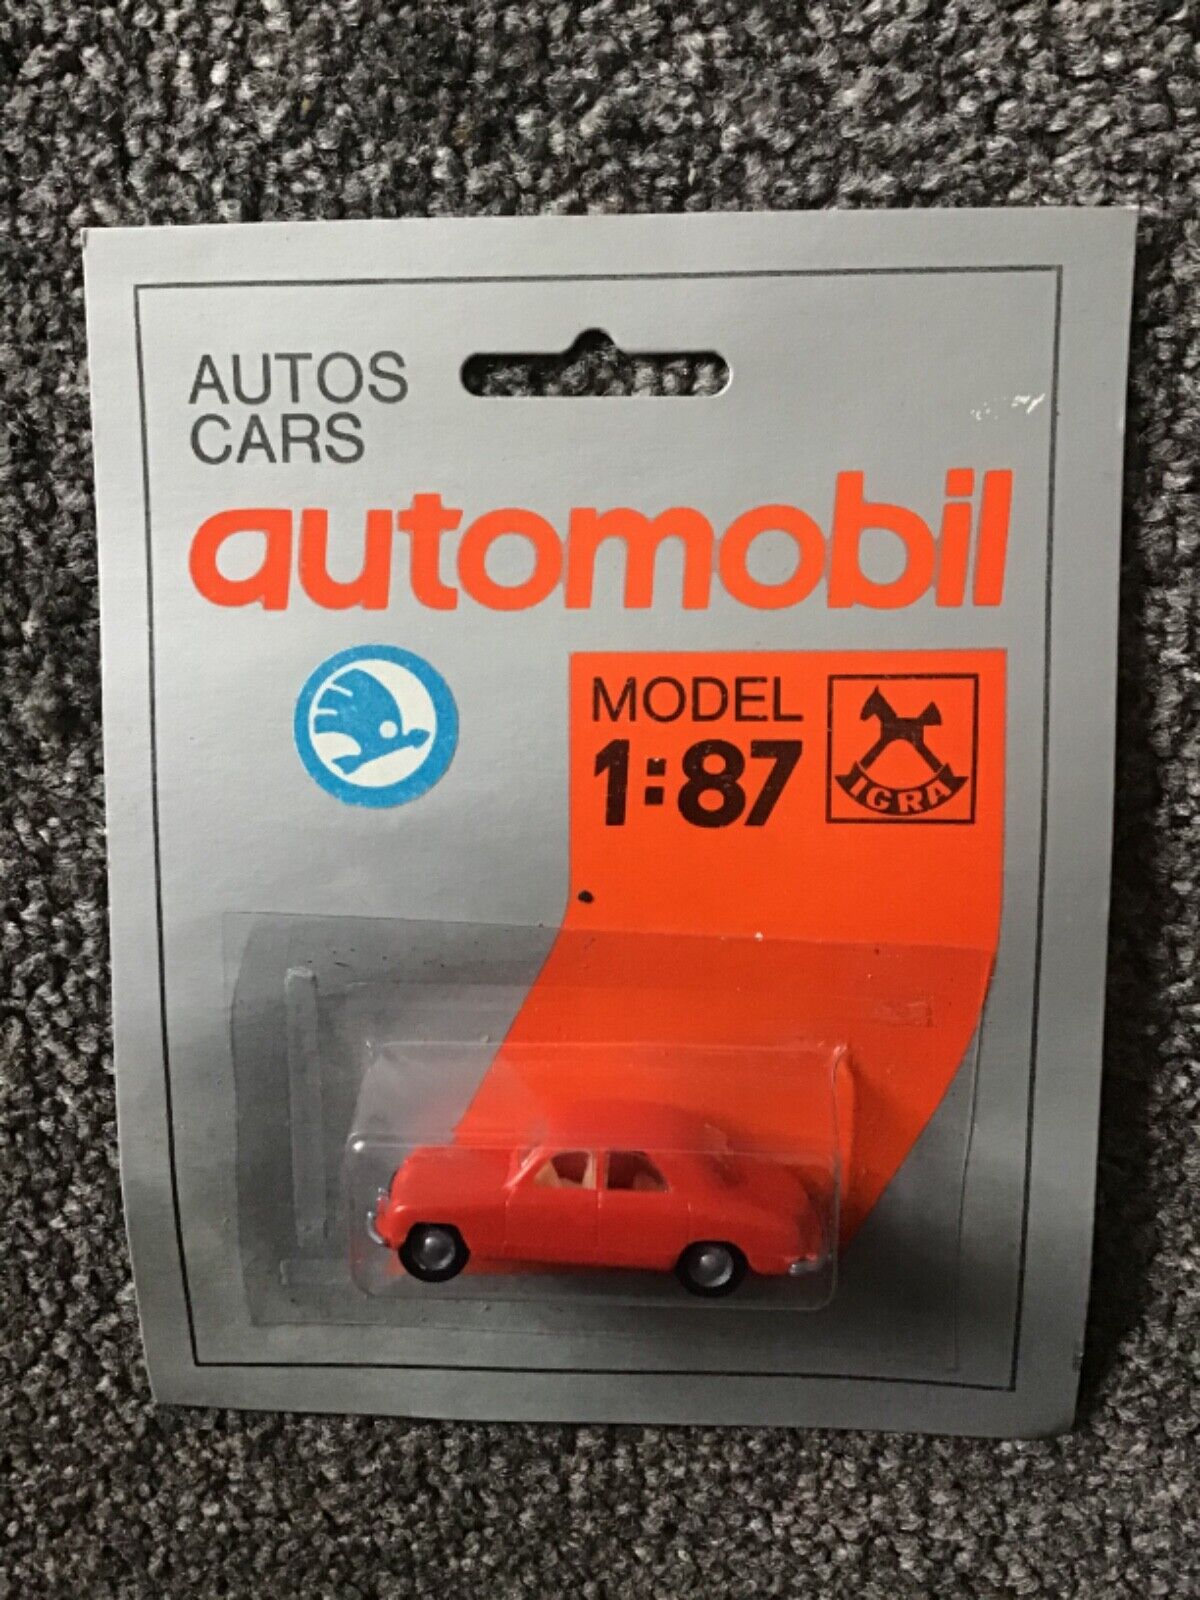 AUTOS
CARS
automobil
MODEL
1:87
IGRA